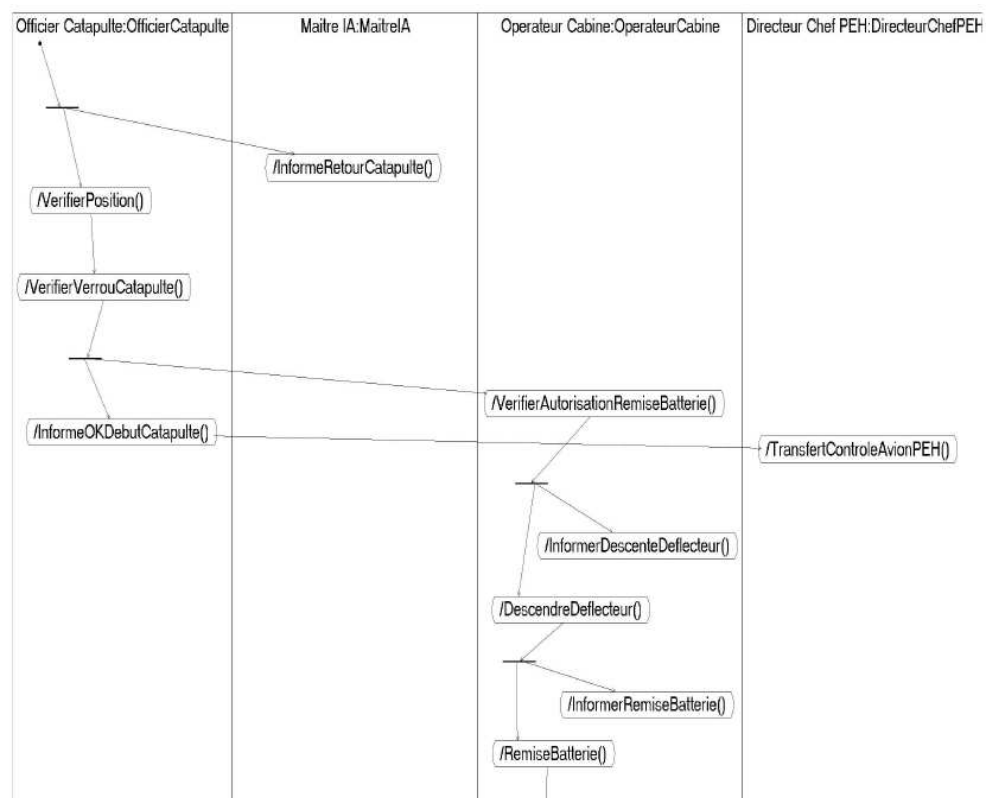 Officier Catapulte:OfficierCatapulte
Maitre IA:MaitreIA
Operateur Cabine:OperateurCabine
Directeur Chef PEH:DirecteurChefPEH
/InformeRetourCatapulte()
/VerifierPosition()
/VerifierVerrouCatapulte()
/VerifierAutorisationRemiseBatterie()
/InformeOKDebutCatapulte()
/TransfertControleAvionPEH()
/InformerDescenteDeflecteur()
/DescendreDeflecteur()
/InformerRemiseBatterie()
/RemiseBatterie()